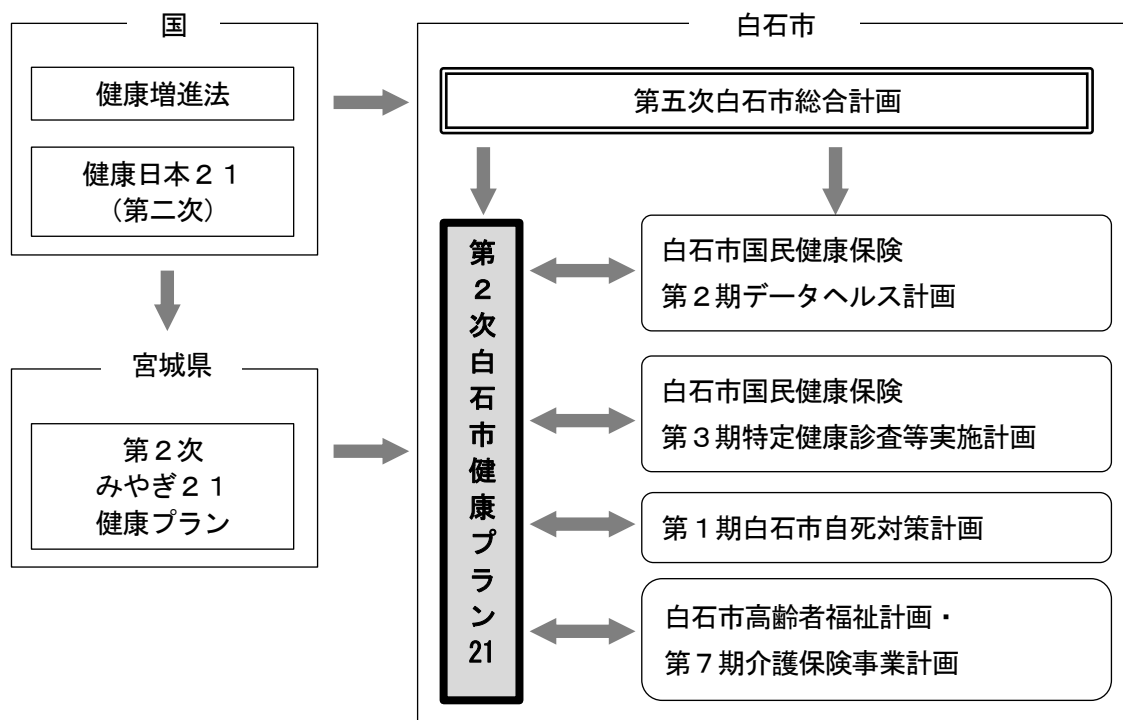 国
健康増進法
健康日本２１
(第二次)
宮城県
第２次
みやぎ２１
健康プラン
白石市
第五次白石市総合計画
第２次白石市健康プラン21
白石市国民健康保険
第２期データヘルス計画
白石市国民健康保険
第３期特定健康診査等実施計画
第１期白石市自死対策計画
白石市高齢者福祉計画・
第７期介護保険事業計画